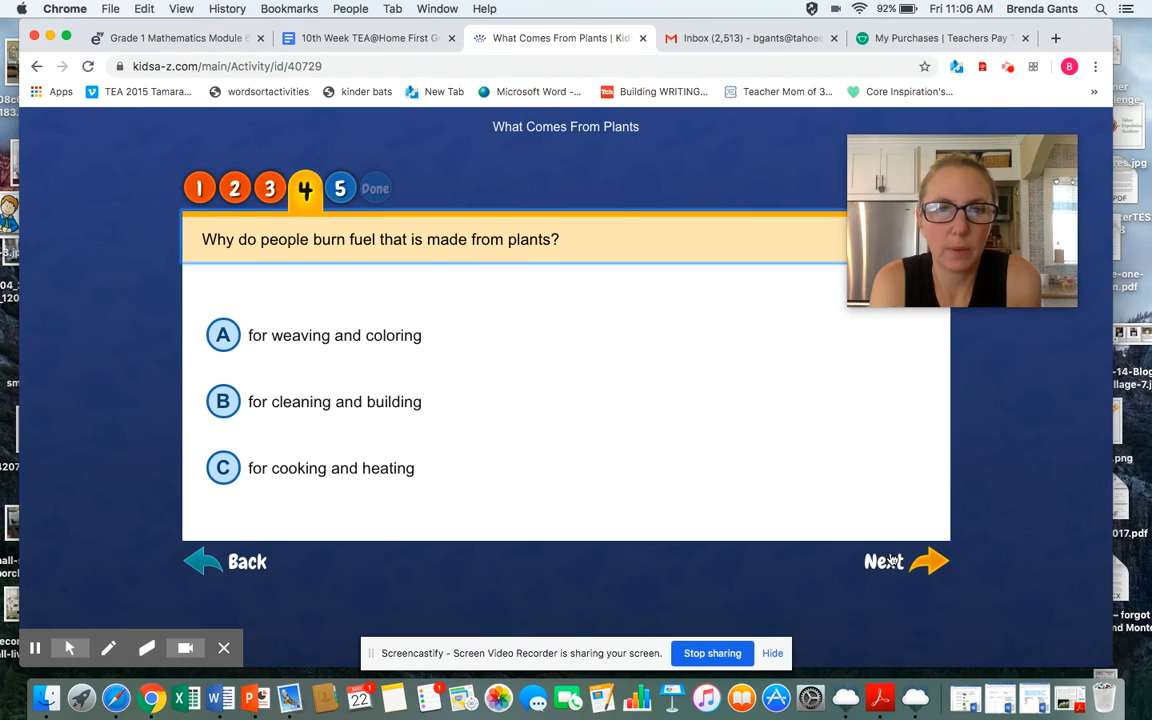 Chrome File Edit View History Bookmarks People Tab Window Help 92% Fri 11:06 AM Brenda Gants
Grade 1 Mathematics Module 10th Week TEA@Home First G What Comes From Plants | Kids Inbox (2,513) – bgants@tahoe My Purchases | Teachers Pay T
kidsa-z.com/main/Activity/id/40729 B
Apps TEA 2015 Tamara... wordsortactivities kinder bats New Tab Microsoft Word -... Building WRITING... Teacher Mom of 3... Core Inspiration's... »
What Comes From Plants
1 2 3 4 5 Done
Why do people burn fuel that is made from plants?
A for weaving and coloring
B for cleaning and building
C for cooking and heating
Back Next
Screencastify - Screen Video Recorder is sharing your screen. Stop sharing Hide